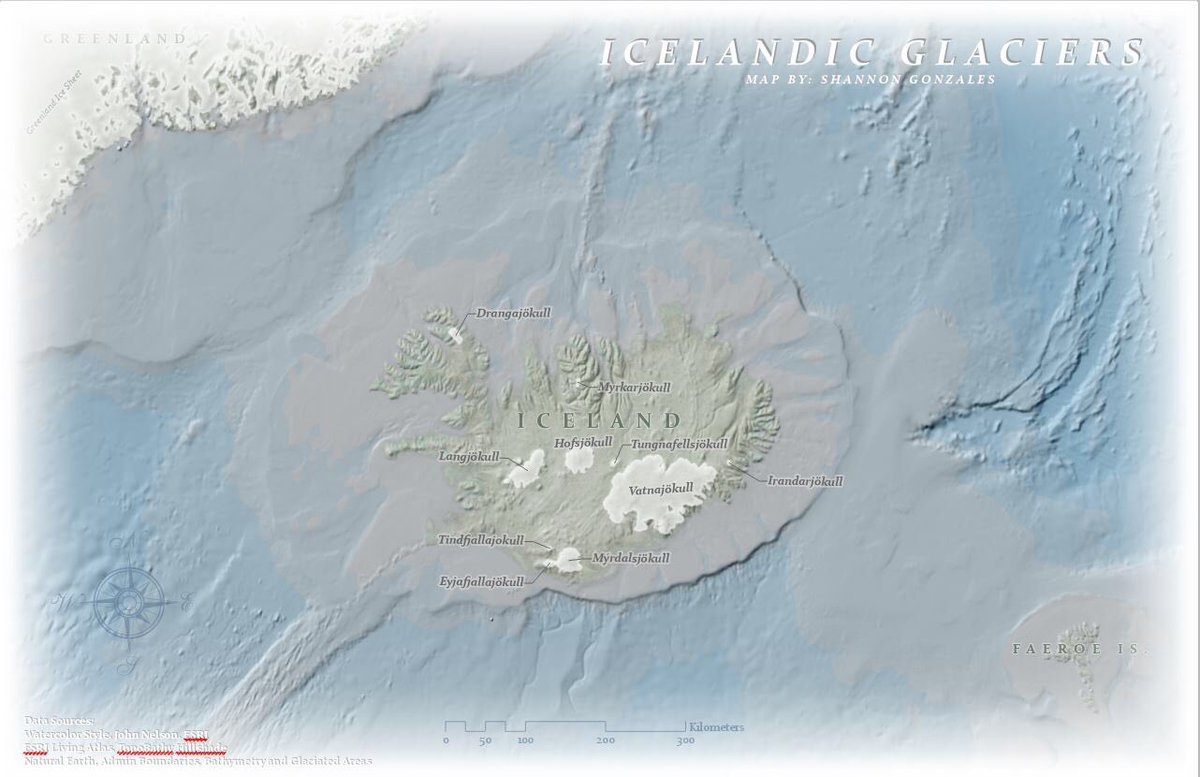 GREENLAND
ICELANDIC GLACIERS
MAP BY: SHANNON GONZALES
Greenland Ice Sheet
Drangajökull
Myrkarjökull
ICELAND
Hofsjökull
Tungnafellsjökull
Langjökull
Irandarjökull
Vatnajökull
Tindfjallajokull
Myrdalsjökull
Eyjafjallajökull
N
W
E
S
FAEROE IS.
Data Sources:
Watercolor Style, John Nelson, ESRI
ESRI Living Atlas, Topobathy Hillshade
Natural Earth, Admin Boundaries, Bathymetry and Glaciated Areas
Kilometers
0 50 100 200 300